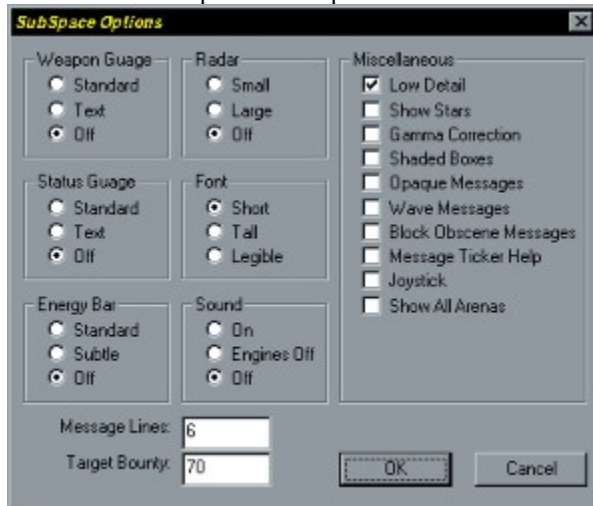 SubSpace Options
Weapon Guage
Standard
Text
Off
Radar
Small
Large
Off
Miscellaneous
Low Detail
Show Stars
Gamma Correction
Shaded Boxes
Opaque Messages
Wave Messages
Block Obscene Messages
Message Ticker Help
Joystick
Show All Arenas
Status Guage
Standard
Text
Off
Font
Short
Tall
Legible
Energy Bar
Standard
Subtle
Off
Sound
On
Engines Off
Off
Message Lines: 6
Target Bounty: 70
OK
Cancel